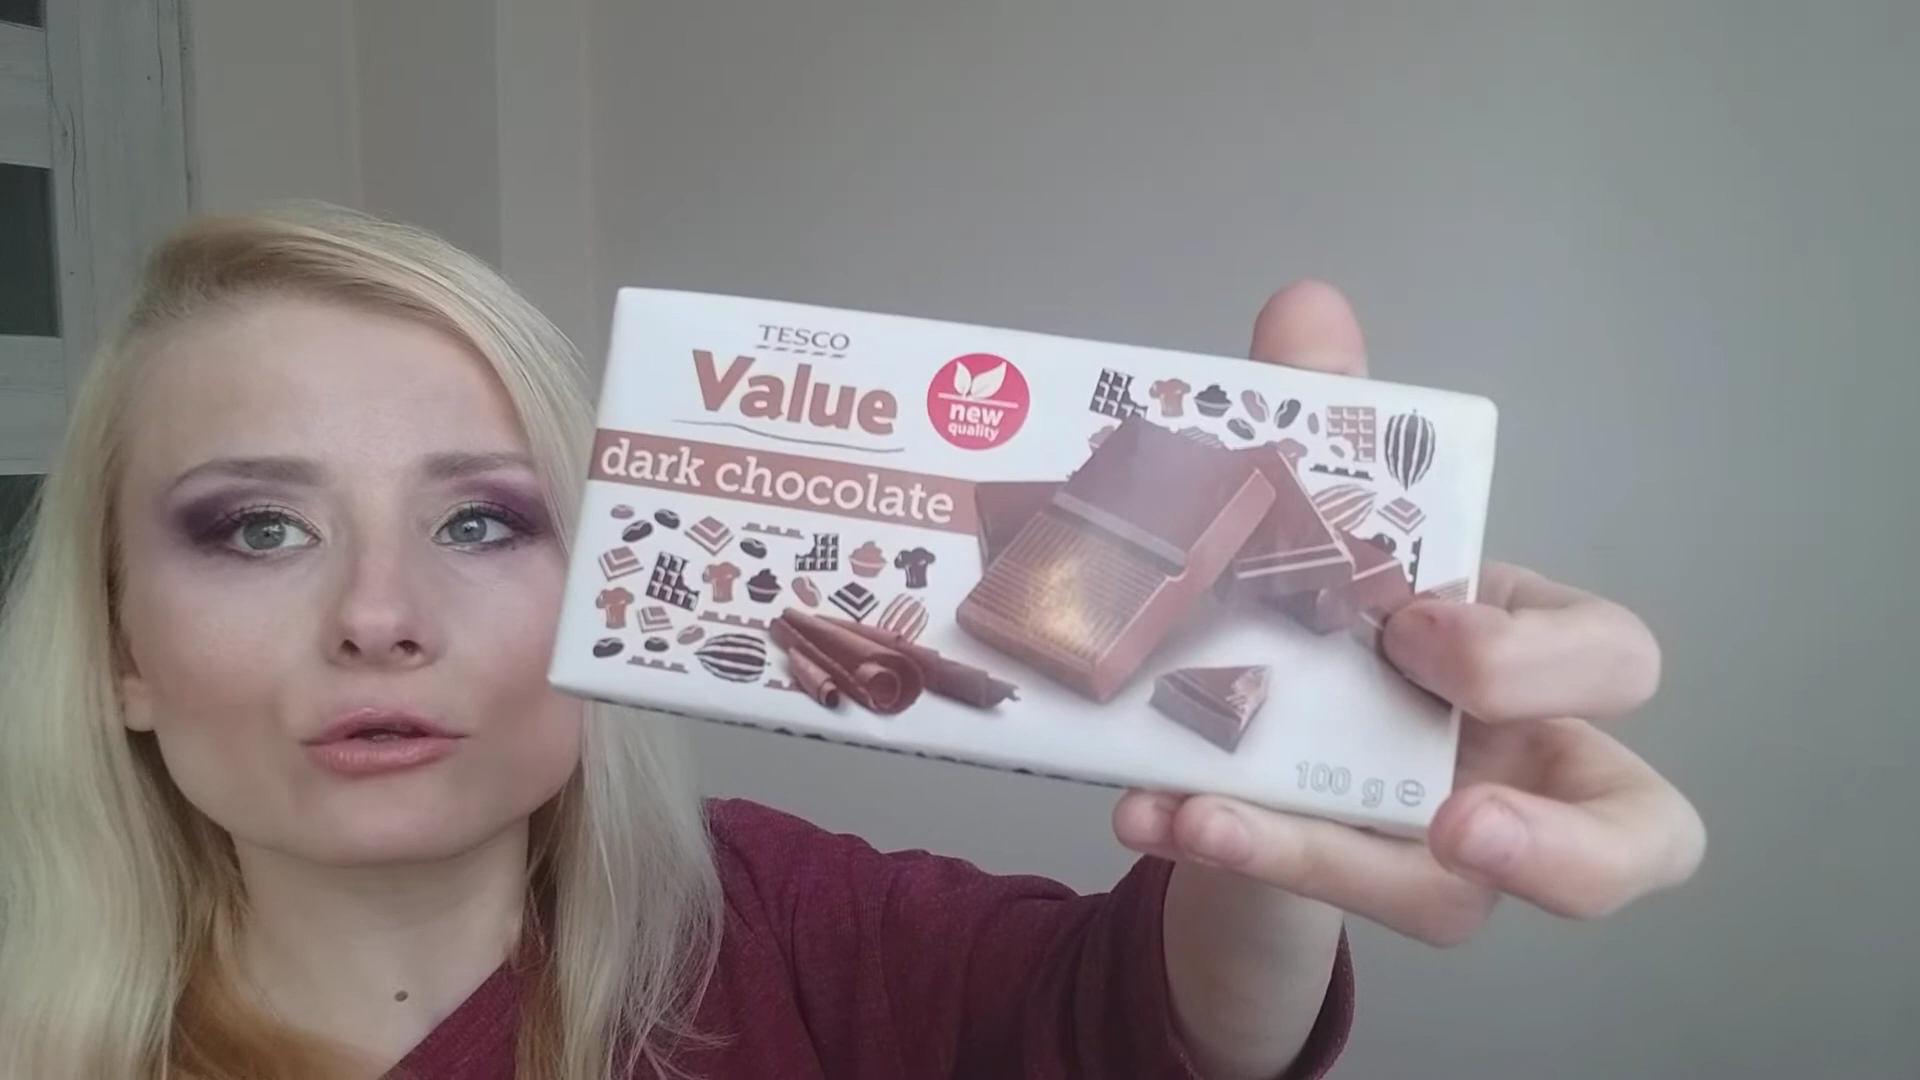 TESCO
Value
new
quality
dark chocolate
100 g ℮